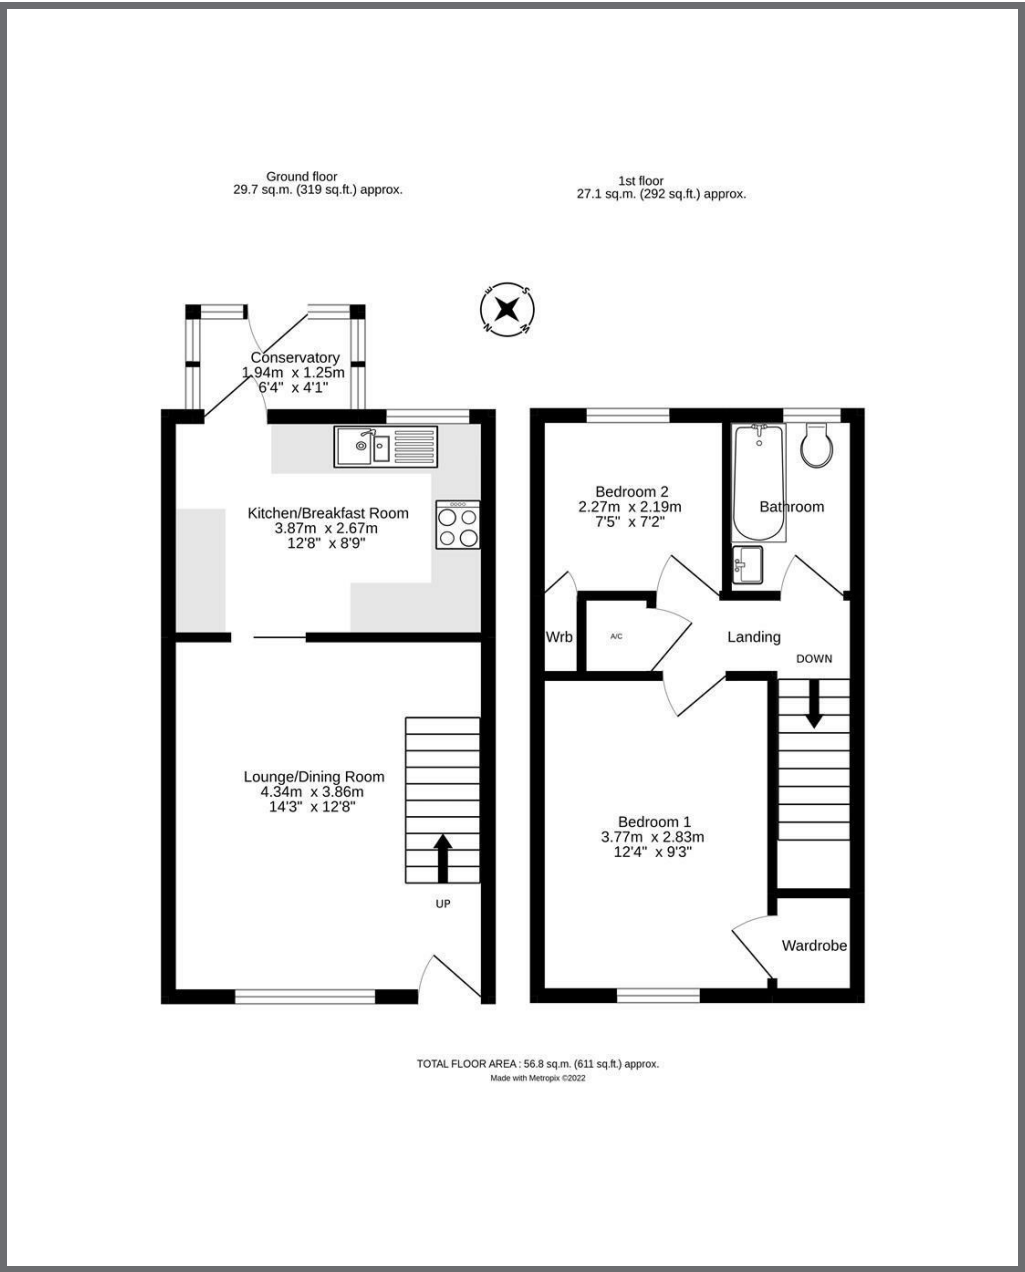 Ground floor
29.7 sq.m. (319 sq.ft.) approx.
1st floor
27.1 sq.m. (292 sq.ft.) approx.
E
S
N
W
Conservatory
1.94m x 1.25m
6'4" x 4'1"
Kitchen/Breakfast Room
3.87m x 2.67m
12'8" x 8'9"
Lounge/Dining Room
4.34m x 3.86m
14'3" x 12'8"
UP
Bedroom 2
2.27m x 2.19m
7'5" x 7'2"
Bathroom
Wrb
A/C
Landing
DOWN
Bedroom 1
3.77m x 2.83m
12'4" x 9'3"
Wardrobe
TOTAL FLOOR AREA : 56.8 sq.m. (611 sq.ft.) approx.
Made with Metropix ©2022